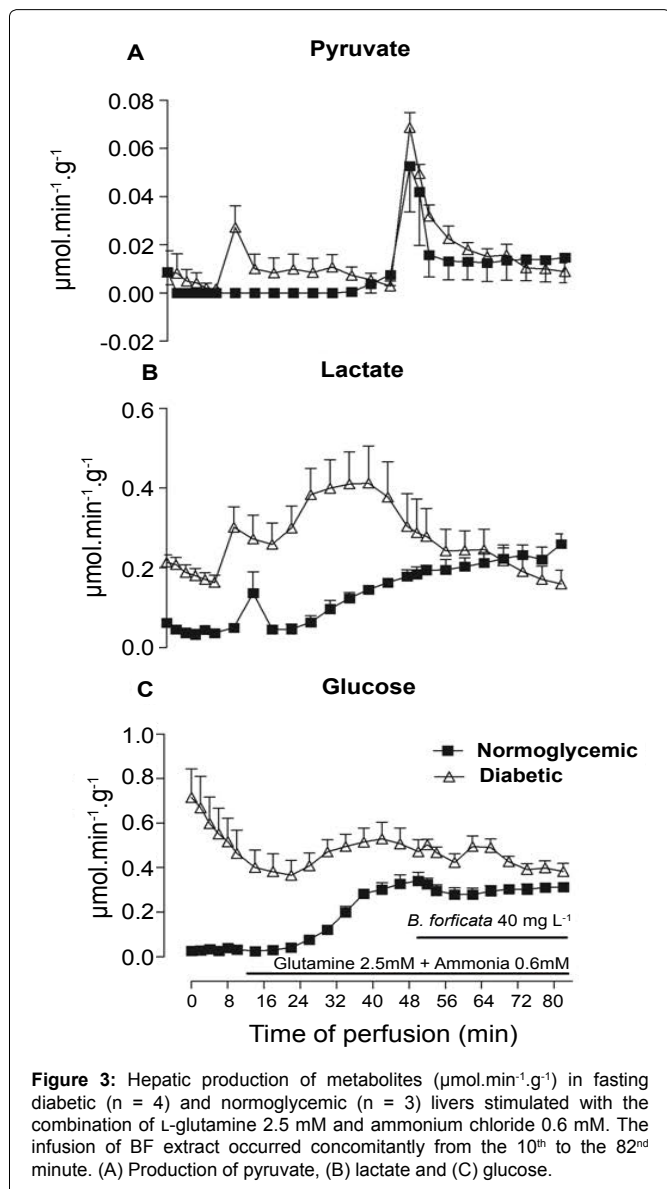 A Pyruvate
0.08
0.06
0.04
0.02
0.00
-0.02
µmol.min⁻¹.g⁻¹
B Lactate
0.6
0.4
0.2
0.0
µmol.min⁻¹.g⁻¹
C Glucose
1.0
0.8
0.6
0.4
0.2
0.0
µmol.min⁻¹.g⁻¹
Normoglycemic
Diabetic
B. forficata 40 mg L⁻¹
Glutamine 2.5mM + Ammonia 0.6mM
0 8 16 24 32 40 48 56 64 72 80
Time of perfusion (min)
Figure 3: Hepatic production of metabolites (µmol.min⁻¹.g⁻¹) in fasting
diabetic (n = 4) and normoglycemic (n = 3) livers stimulated with the
combination of ʟ-glutamine 2.5 mM and ammonium chloride 0.6 mM. The
infusion of BF extract occurred concomitantly from the 10ᵗʰ to the 82ⁿᵈ
minute. (A) Production of pyruvate, (B) lactate and (C) glucose.